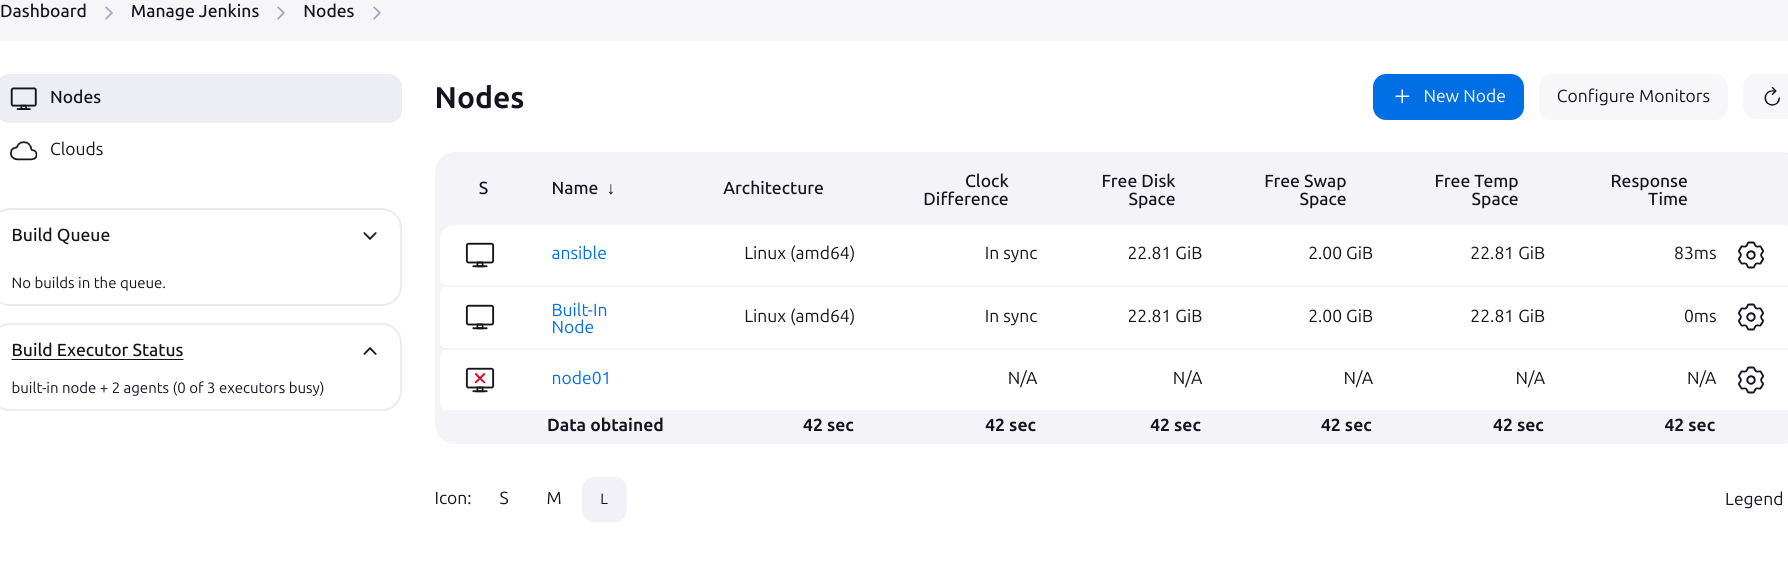 Dashboard Manage Jenkins Nodes
Nodes
Clouds
Build Queue
No builds in the queue.
Build Executor Status
built-in node + 2 agents (0 of 3 executors busy)
Nodes
+ New Node
Configure Monitors
S Name ↓ Architecture Clock Difference Free Disk Space Free Swap Space Free Temp Space Response Time
ansible Linux (amd64) In sync 22.81 GiB 2.00 GiB 22.81 GiB 83ms
Built-In Node Linux (amd64) In sync 22.81 GiB 2.00 GiB 22.81 GiB 0ms
node01 N/A N/A N/A N/A N/A
Data obtained 42 sec 42 sec 42 sec 42 sec 42 sec 42 sec
Icon: S M L
Legend